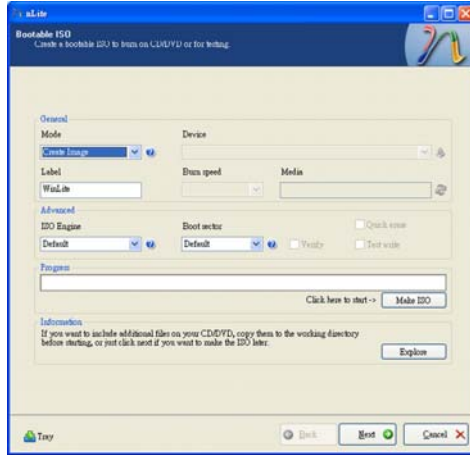 nLite
Bootable ISO
Create a bootable ISO to burn on CD/DVD or for testing.
General
Mode
Device
Create Image
Label
Burn speed
Media
WinLite
Advanced
ISO Engine
Boot sector
Quick erase
Default
Default
Verify
Test write
Progress
Click here to start ->
Make ISO
Information
If you want to include additional files on your CD/DVD, copy them to the working directory
before starting, or just click next if you want to make the ISO later.
Explore
Tray
Back
Next
Cancel